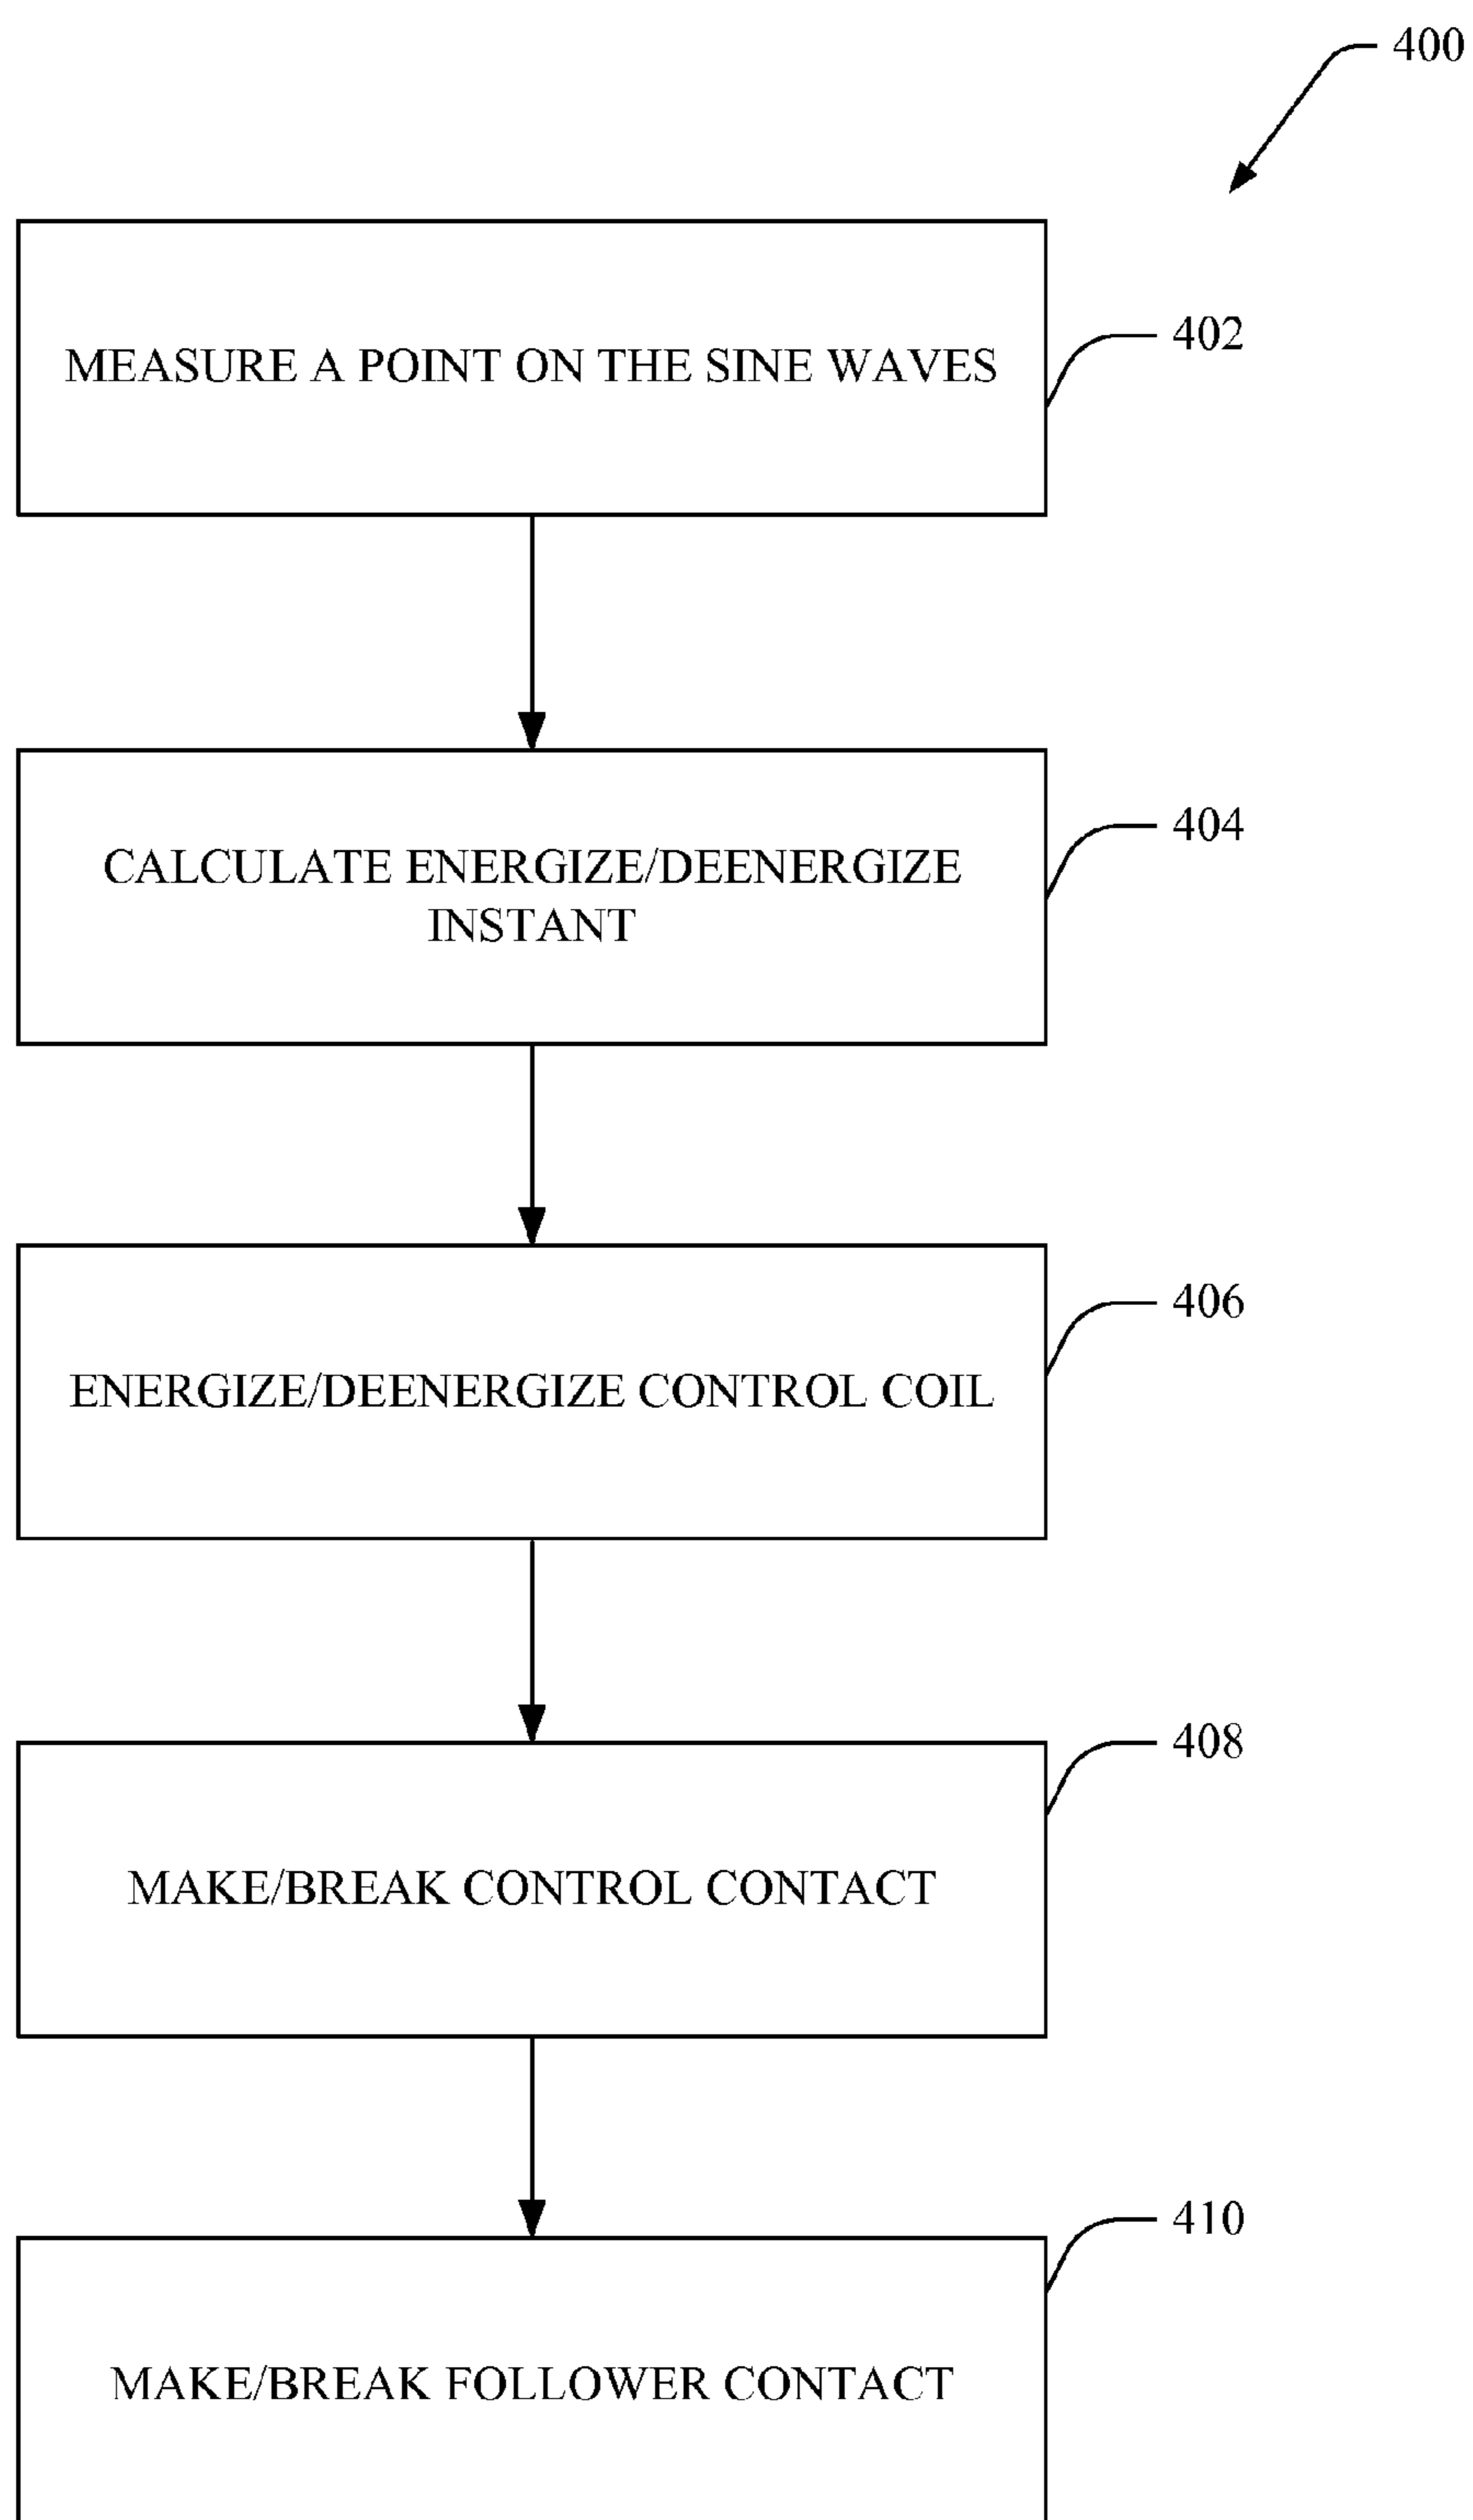 400
MEASURE A POINT ON THE SINE WAVES
402
CALCULATE ENERGIZE/DEENERGIZE
INSTANT
404
ENERGIZE/DEENERGIZE CONTROL COIL
406
MAKE/BREAK CONTROL CONTACT
408
MAKE/BREAK FOLLOWER CONTACT
410